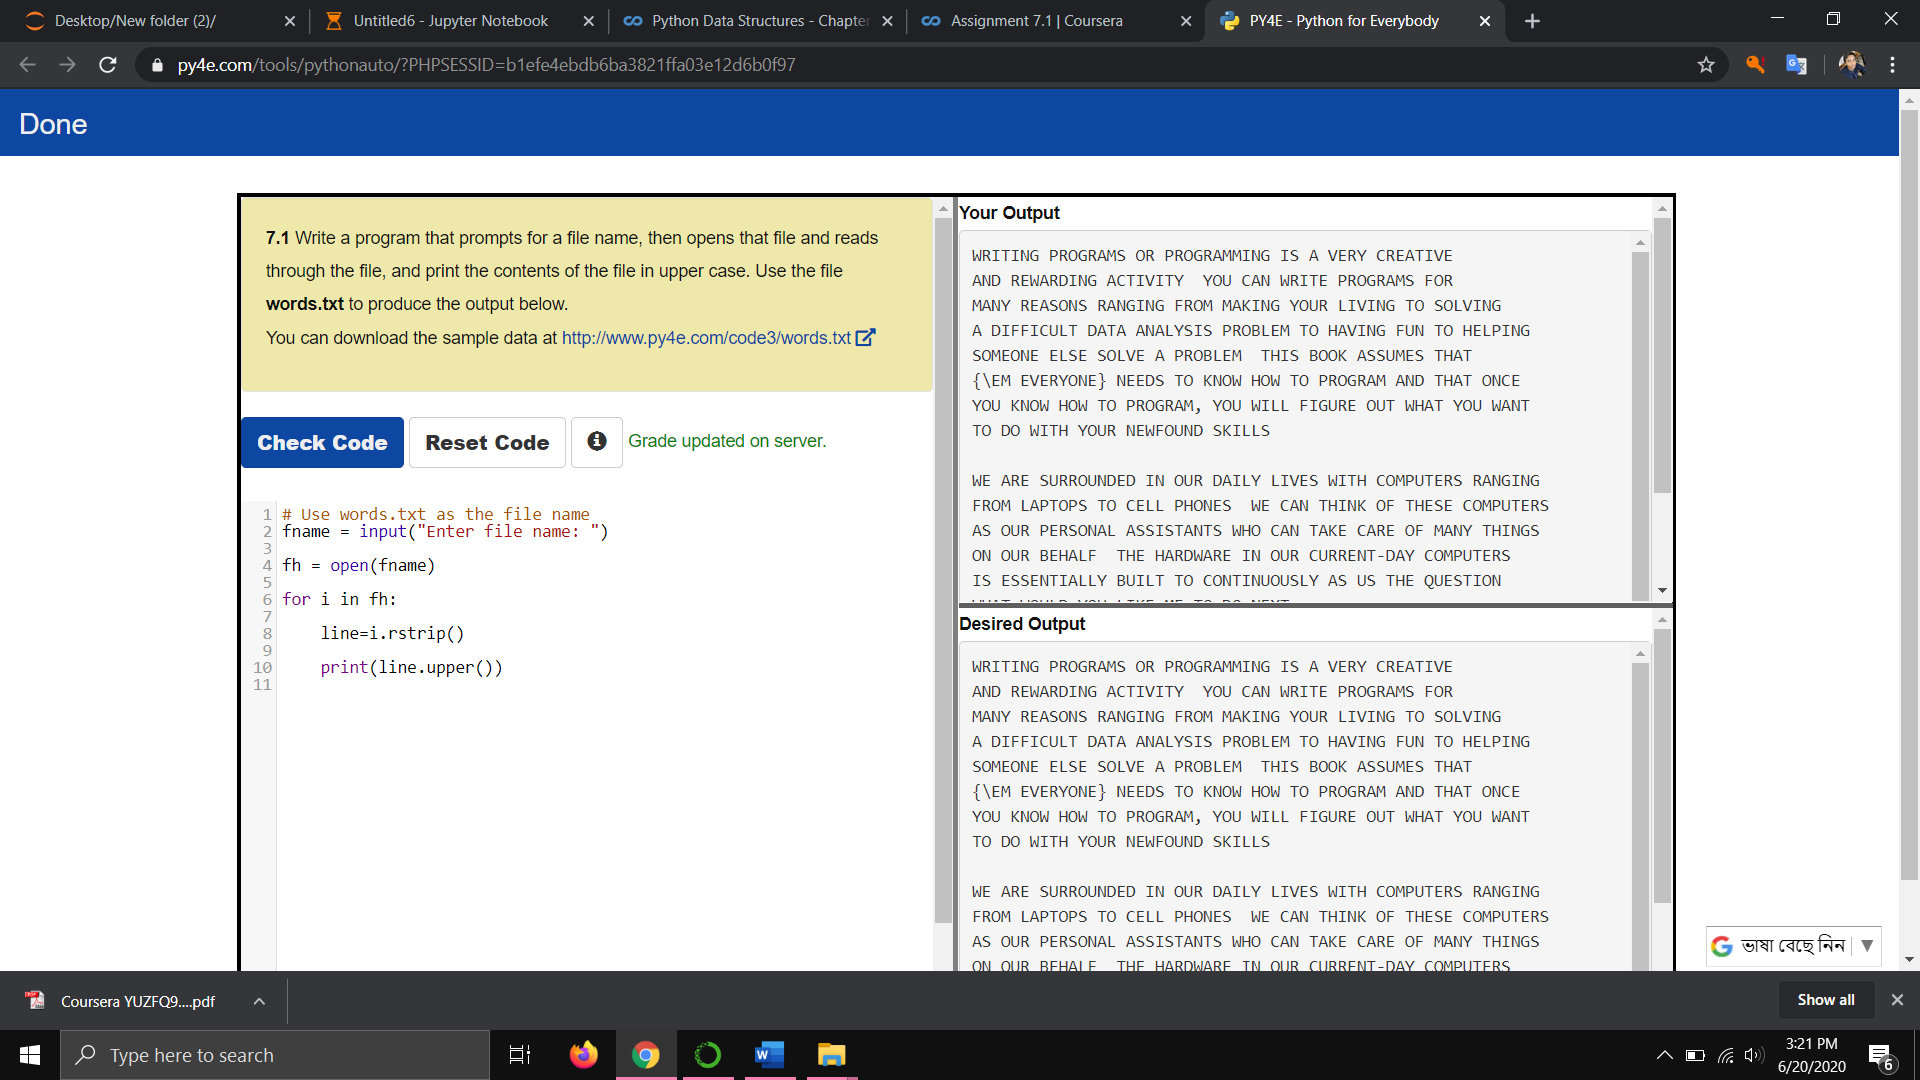 Desktop/New folder (2)/
Untitled6 - Jupyter Notebook
Python Data Structures - Chapter
Assignment 7.1 | Coursera
PY4E - Python for Everybody
py4e.com/tools/pythonauto/?PHPSESSID=b1efe4ebdb6ba3821ffa03e12d6b0f97
Done
7.1 Write a program that prompts for a file name, then opens that file and reads
through the file, and print the contents of the file in upper case. Use the file
words.txt to produce the output below.
You can download the sample data at http://www.py4e.com/code3/words.txt
Check Code
Reset Code
Grade updated on server.
1 # Use words.txt as the file name
2 fname = input("Enter file name: ")
3
4 fh = open(fname)
5
6 for i in fh:
7
8 line=i.rstrip()
9
10 print(line.upper())
11
Your Output
WRITING PROGRAMS OR PROGRAMMING IS A VERY CREATIVE
AND REWARDING ACTIVITY  YOU CAN WRITE PROGRAMS FOR
MANY REASONS RANGING FROM MAKING YOUR LIVING TO SOLVING
A DIFFICULT DATA ANALYSIS PROBLEM TO HAVING FUN TO HELPING
SOMEONE ELSE SOLVE A PROBLEM  THIS BOOK ASSUMES THAT
{\EM EVERYONE} NEEDS TO KNOW HOW TO PROGRAM AND THAT ONCE
YOU KNOW HOW TO PROGRAM, YOU WILL FIGURE OUT WHAT YOU WANT
TO DO WITH YOUR NEWFOUND SKILLS
WE ARE SURROUNDED IN OUR DAILY LIVES WITH COMPUTERS RANGING
FROM LAPTOPS TO CELL PHONES  WE CAN THINK OF THESE COMPUTERS
AS OUR PERSONAL ASSISTANTS WHO CAN TAKE CARE OF MANY THINGS
ON OUR BEHALF  THE HARDWARE IN OUR CURRENT-DAY COMPUTERS
IS ESSENTIALLY BUILT TO CONTINUOUSLY AS US THE QUESTION
WHAT WOULD YOU LIKE ME TO DO NEXT
Desired Output
WRITING PROGRAMS OR PROGRAMMING IS A VERY CREATIVE
AND REWARDING ACTIVITY  YOU CAN WRITE PROGRAMS FOR
MANY REASONS RANGING FROM MAKING YOUR LIVING TO SOLVING
A DIFFICULT DATA ANALYSIS PROBLEM TO HAVING FUN TO HELPING
SOMEONE ELSE SOLVE A PROBLEM  THIS BOOK ASSUMES THAT
{\EM EVERYONE} NEEDS TO KNOW HOW TO PROGRAM AND THAT ONCE
YOU KNOW HOW TO PROGRAM, YOU WILL FIGURE OUT WHAT YOU WANT
TO DO WITH YOUR NEWFOUND SKILLS
WE ARE SURROUNDED IN OUR DAILY LIVES WITH COMPUTERS RANGING
FROM LAPTOPS TO CELL PHONES  WE CAN THINK OF THESE COMPUTERS
AS OUR PERSONAL ASSISTANTS WHO CAN TAKE CARE OF MANY THINGS
ON OUR BEHALF  THE HARDWARE IN OUR CURRENT-DAY COMPUTERS
ভাষা বেছে নিন
Coursera YUZFQ9....pdf
Show all
Type here to search
3:21 PM
6/20/2020
6